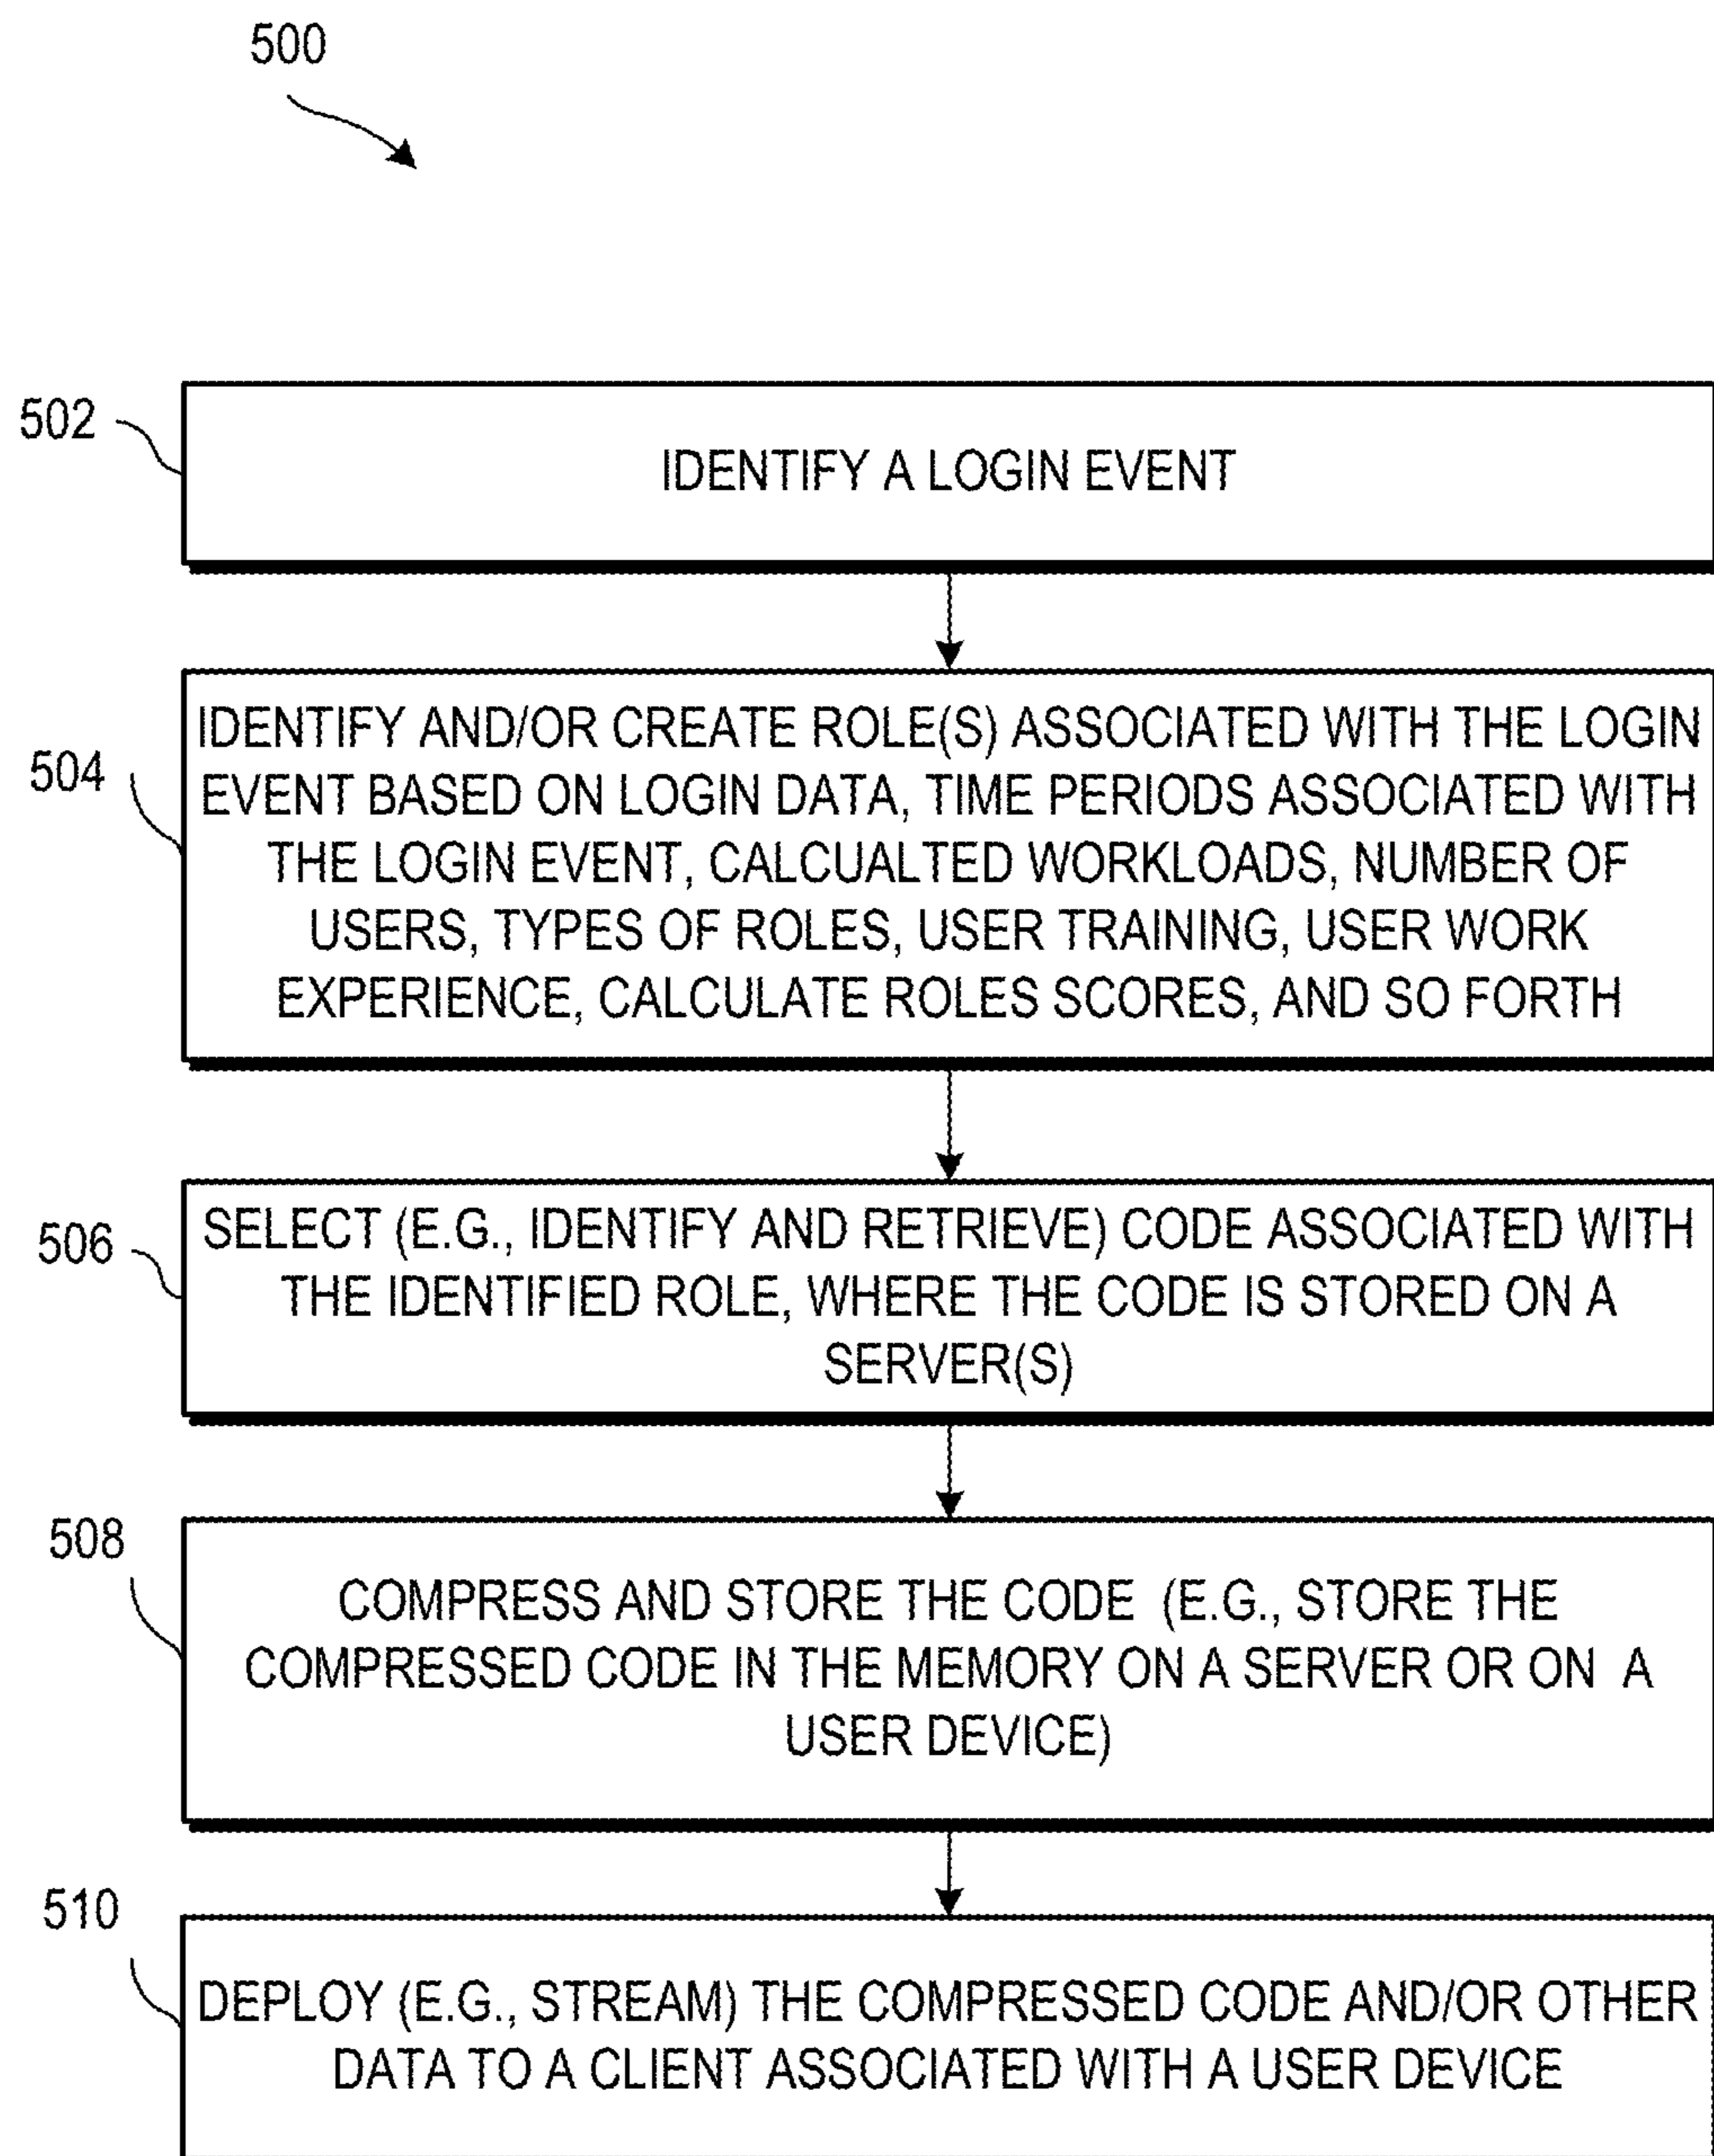 500
502
IDENTIFY A LOGIN EVENT
504
IDENTIFY AND/OR CREATE ROLE(S) ASSOCIATED WITH THE LOGIN
EVENT BASED ON LOGIN DATA, TIME PERIODS ASSOCIATED WITH
THE LOGIN EVENT, CALCUALTED WORKLOADS, NUMBER OF
USERS, TYPES OF ROLES, USER TRAINING, USER WORK
EXPERIENCE, CALCULATE ROLES SCORES, AND SO FORTH
506
SELECT (E.G., IDENTIFY AND RETRIEVE) CODE ASSOCIATED WITH
THE IDENTIFIED ROLE, WHERE THE CODE IS STORED ON A
SERVER(S)
508
COMPRESS AND STORE THE CODE (E.G., STORE THE
COMPRESSED CODE IN THE MEMORY ON A SERVER OR ON A
USER DEVICE)
510
DEPLOY (E.G., STREAM) THE COMPRESSED CODE AND/OR OTHER
DATA TO A CLIENT ASSOCIATED WITH A USER DEVICE